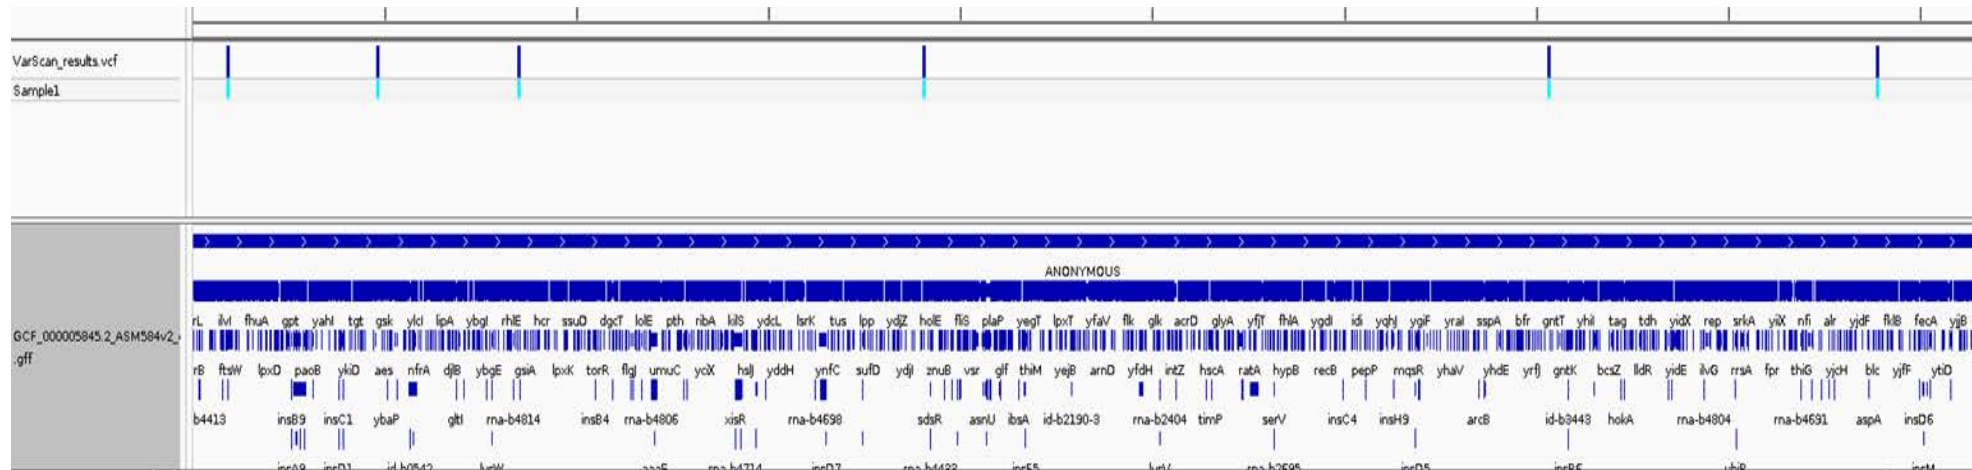 VarScan_results.vcf
Sample1
ANONYMOUS
rL ilvI fhuA gpt yahI tgt gsk ylcI lipA ybgI rhlE hcr ssuD dgcT lolE pth ribA kilS ydcL lsrK tus lpp ydjZ holE fliS plaP yegT lpxT yfaV flk glk acrD glyA yfjT fhlA ygdI idi yqhJ ygiF yraI sspA bfr gntT yhiI tag tdh yidX rep srkA yiiX nfi alr yjdF fklB fecA yjjB
GCF_000005845.2_ASM584v2_
.gff
rB ftsW lpxD paoB ykiD aes nfrA djlB ybgE gsiA lpxK torR flgJ umuC yciX hslJ yddH ynfC sufD ydjI znuB vsr glf thiM yejB arnD yfdH intZ hscA ratA hypB recB pepP mqsR yhaV yhdE yrfJ gntK bcsZ lldR yidE ilvG rrsA fpr thiG yjcH blc yjfF ytiD
b4413 insB9 insC1 ybaP gltI rna-b4814 insB4 rna-b4806 xisR rna-b4698 sdsR asnU ibsA id-b2190-3 rna-b2404 timP serV insC4 insH9 arcB id-b3443 hokA rna-b4804 rna-b4691 aspA insD6